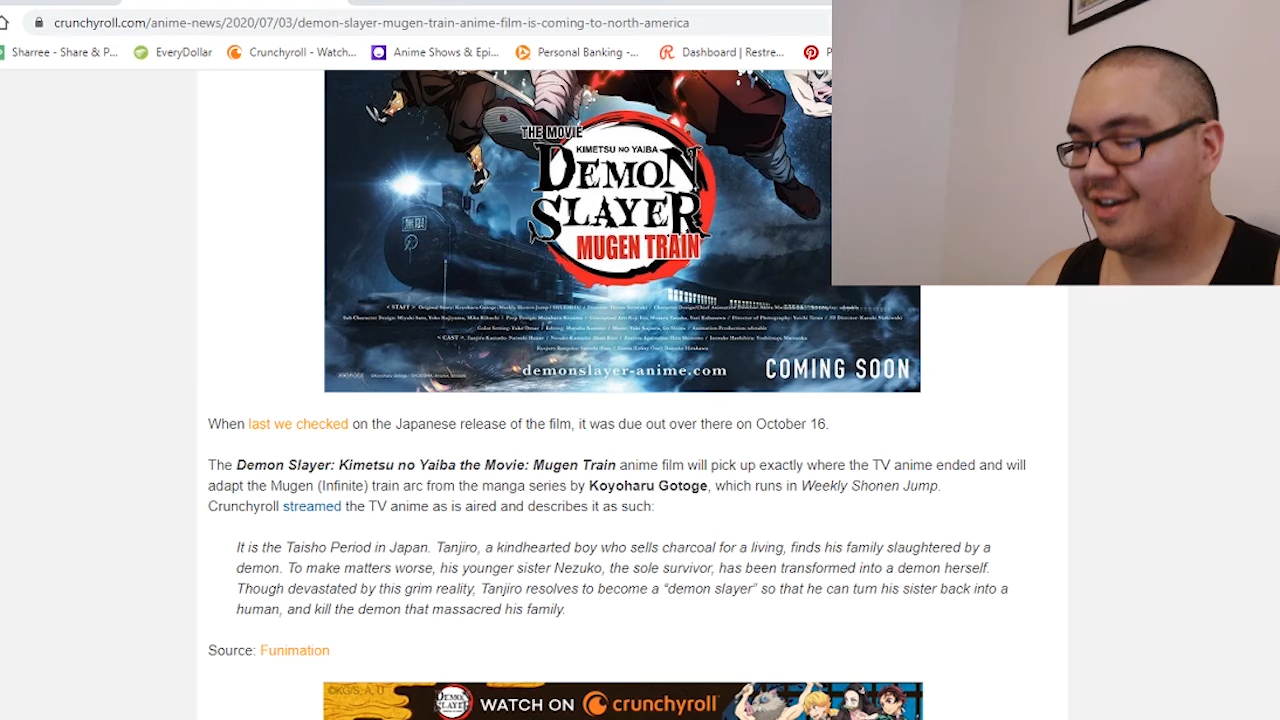 crunchyroll.com/anime-news/2020/07/03/demon-slayer-mugen-train-anime-film-is-coming-to-north-america
Sharree - Share & P... EveryDollar Crunchyroll - Watch... Anime Shows & Epi... Personal Banking -... Dashboard | Restre... P
THE MOVIE
KIMETSU NO YAIBA
DEMON
SLAYER
MUGEN TRAIN
demonslayer-anime.com
COMING SOON
When last we checked on the Japanese release of the film, it was due out over there on October 16.
The Demon Slayer: Kimetsu no Yaiba the Movie: Mugen Train anime film will pick up exactly where the TV anime ended and will
adapt the Mugen (Infinite) train arc from the manga series by Koyoharu Gotoge, which runs in Weekly Shonen Jump.
Crunchyroll streamed the TV anime as is aired and describes it as such:
It is the Taisho Period in Japan. Tanjiro, a kindhearted boy who sells charcoal for a living, finds his family slaughtered by a
demon. To make matters worse, his younger sister Nezuko, the sole survivor, has been transformed into a demon herself.
Though devastated by this grim reality, Tanjiro resolves to become a “demon slayer” so that he can turn his sister back into a
human, and kill the demon that massacred his family.
Source: Funimation
©KG/S, A, U
DEMON
SLAYER
WATCH ON crunchyroll